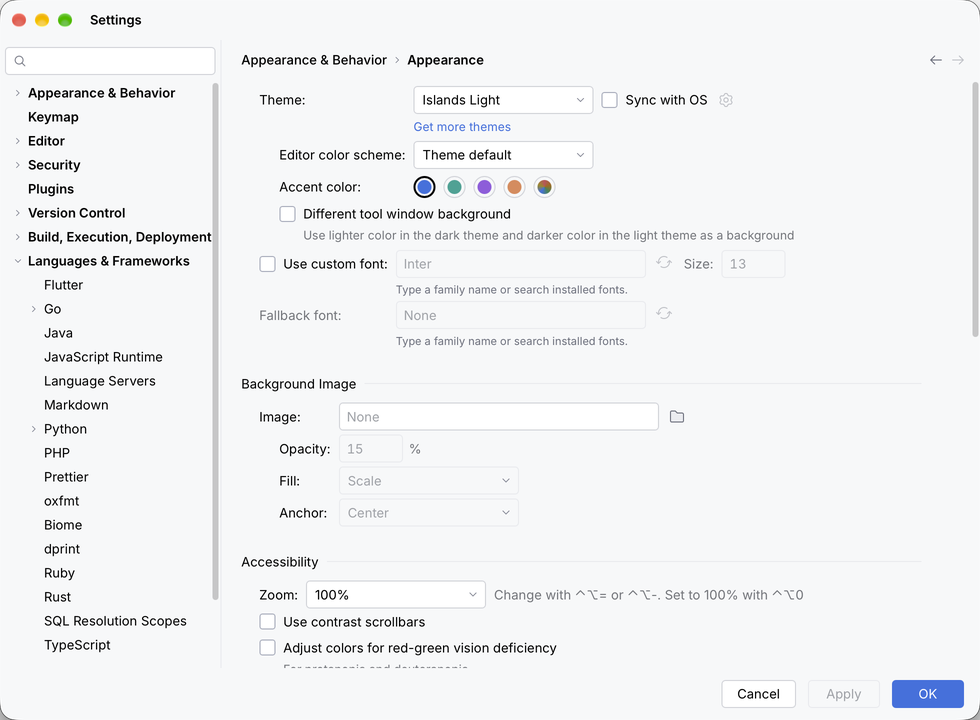 Settings
Appearance & Behavior
Keymap
Editor
Security
Plugins
Version Control
Build, Execution, Deployment
Languages & Frameworks
Flutter
Go
Java
JavaScript Runtime
Language Servers
Markdown
Python
PHP
Prettier
oxfmt
Biome
dprint
Ruby
Rust
SQL Resolution Scopes
TypeScript
Appearance & Behavior › Appearance
Theme: Islands Light Sync with OS
Get more themes
Editor color scheme: Theme default
Accent color:
Different tool window background
Use lighter color in the dark theme and darker color in the light theme as a background
Use custom font: Inter Size: 13
Type a family name or search installed fonts.
Fallback font: None
Type a family name or search installed fonts.
Background Image
Image: None
Opacity: 15 %
Fill: Scale
Anchor: Center
Accessibility
Zoom: 100% Change with ⌃⌥= or ⌃⌥-. Set to 100% with ⌃⌥0
Use contrast scrollbars
Adjust colors for red-green vision deficiency
For protanopia and deuteranopia.
Cancel Apply OK